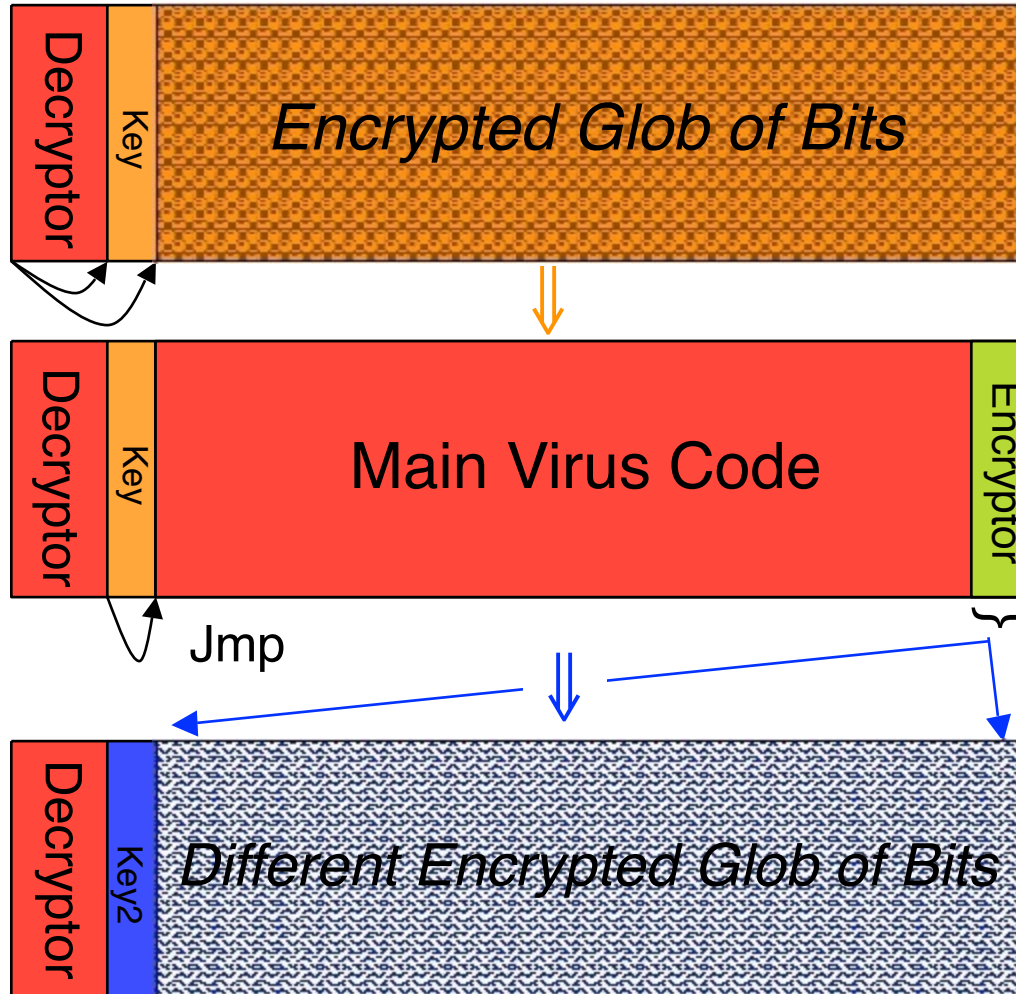 Decryptor
Key
Encrypted Glob of Bits
Decryptor
Key
Main Virus Code
Encryptor
Jmp
Decryptor
Key2
Different Encrypted Glob of Bits